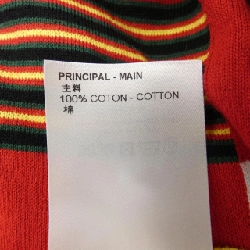 PRINCIPAL - MAIN
主料
100% COTON - COTTON
棉